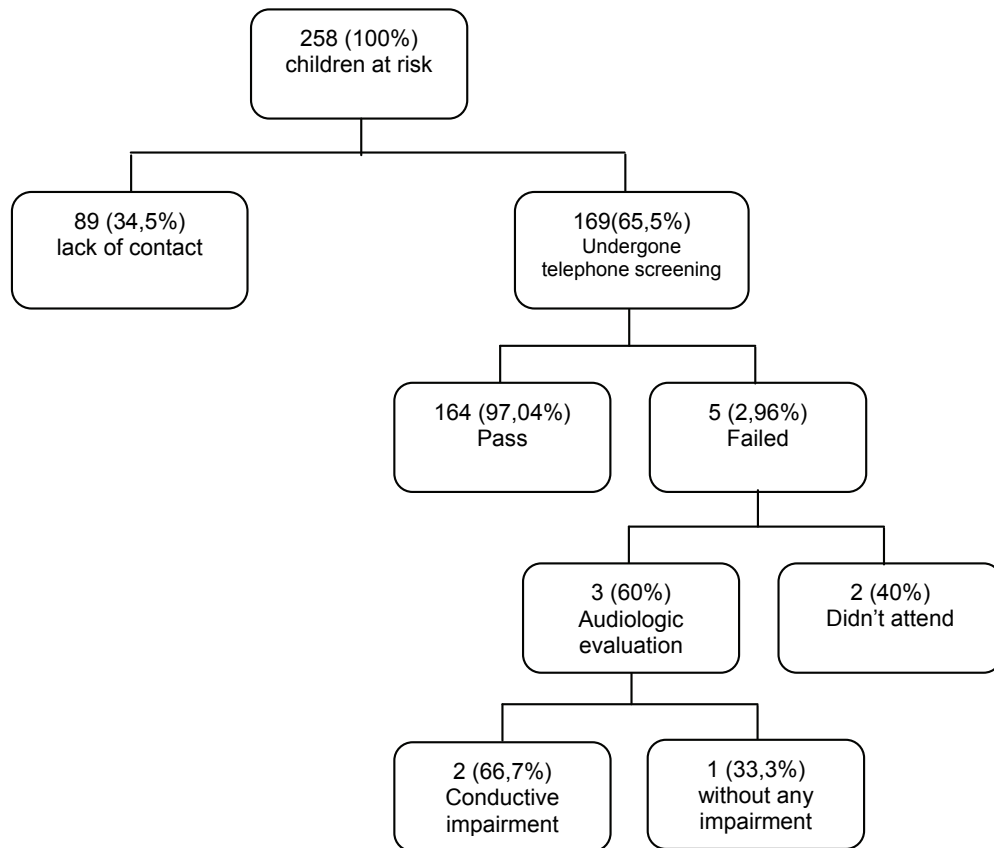 258 (100%)
children at risk
89 (34,5%)
lack of contact
169(65,5%)
Undergone
telephone screening
164 (97,04%)
Pass
5 (2,96%)
Failed
3 (60%)
Audiologic
evaluation
2 (40%)
Didn’t attend
2 (66,7%)
Conductive
impairment
1 (33,3%)
without any
impairment